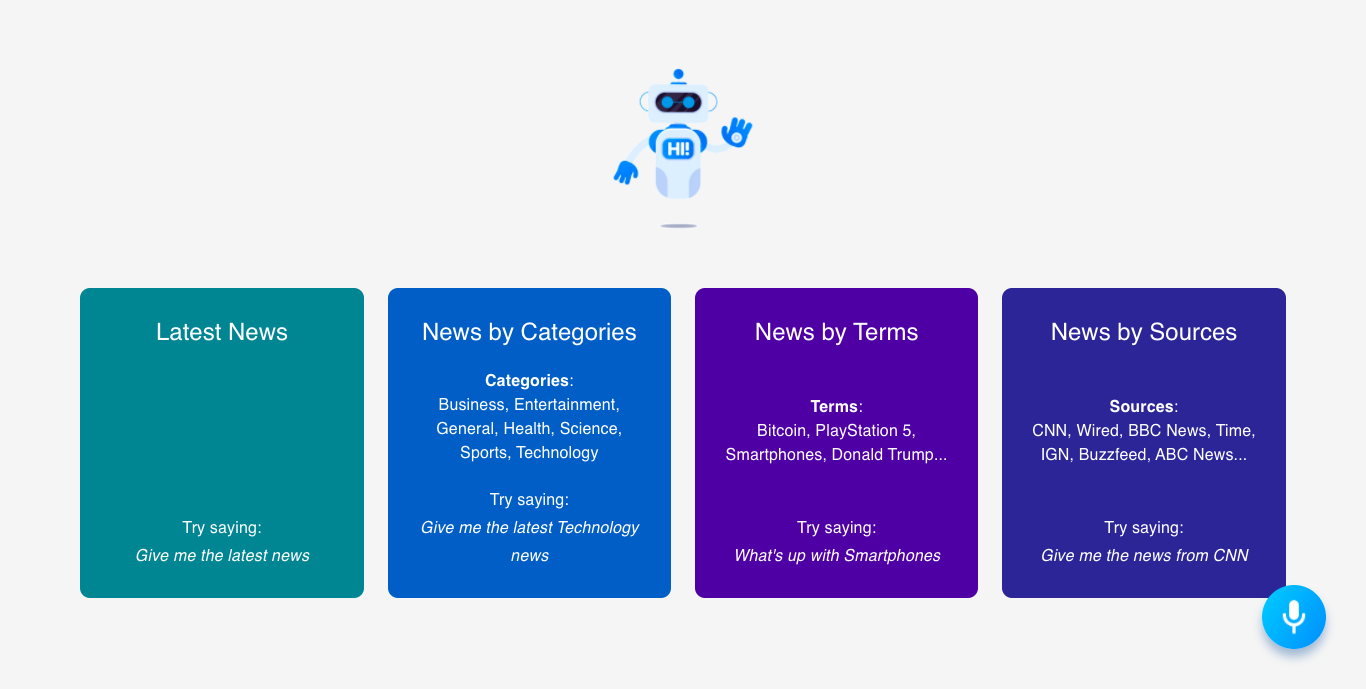 HI!
Latest News
Try saying:
Give me the latest news
News by Categories
Categories:
Business, Entertainment,
General, Health, Science,
Sports, Technology
Try saying:
Give me the latest Technology
news
News by Terms
Terms:
Bitcoin, PlayStation 5,
Smartphones, Donald Trump...
Try saying:
What's up with Smartphones
News by Sources
Sources:
CNN, Wired, BBC News, Time,
IGN, Buzzfeed, ABC News...
Try saying:
Give me the news from CNN